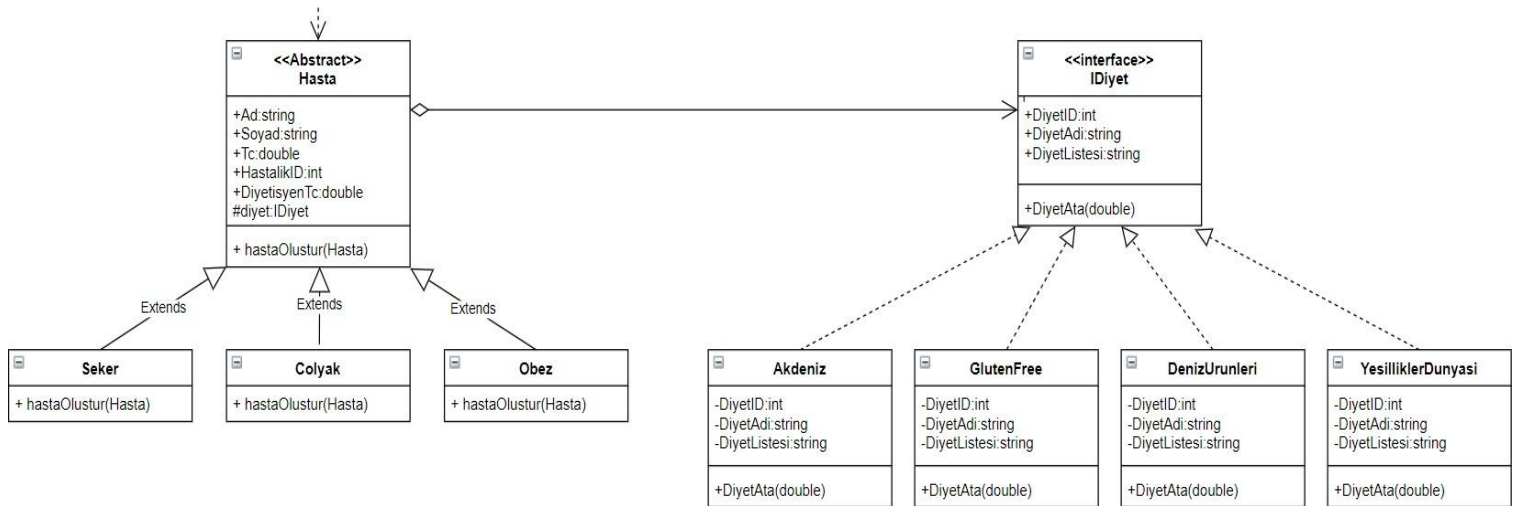 <<Abstract>>
Hasta
+Ad:string
+Soyad:string
+Tc:double
+HastalikID:int
+DiyetisyenTc:double
#diyet:IDiyet
+ hastaOlustur(Hasta)
<<interface>>
IDiyet
+DiyetID:int
+DiyetAdi:string
+DiyetListesi:string
+DiyetAta(double)
Extends
Extends
Extends
Seker
+ hastaOlustur(Hasta)
Colyak
+ hastaOlustur(Hasta)
Obez
+ hastaOlustur(Hasta)
Akdeniz
-DiyetID:int
-DiyetAdi:string
-DiyetListesi:string
+DiyetAta(double)
GlutenFree
-DiyetID:int
-DiyetAdi:string
-DiyetListesi:string
+DiyetAta(double)
DenizUrunleri
-DiyetID:int
-DiyetAdi:string
-DiyetListesi:string
+DiyetAta(double)
YesilliklerDunyasi
-DiyetID:int
-DiyetAdi:string
-DiyetListesi:string
+DiyetAta(double)